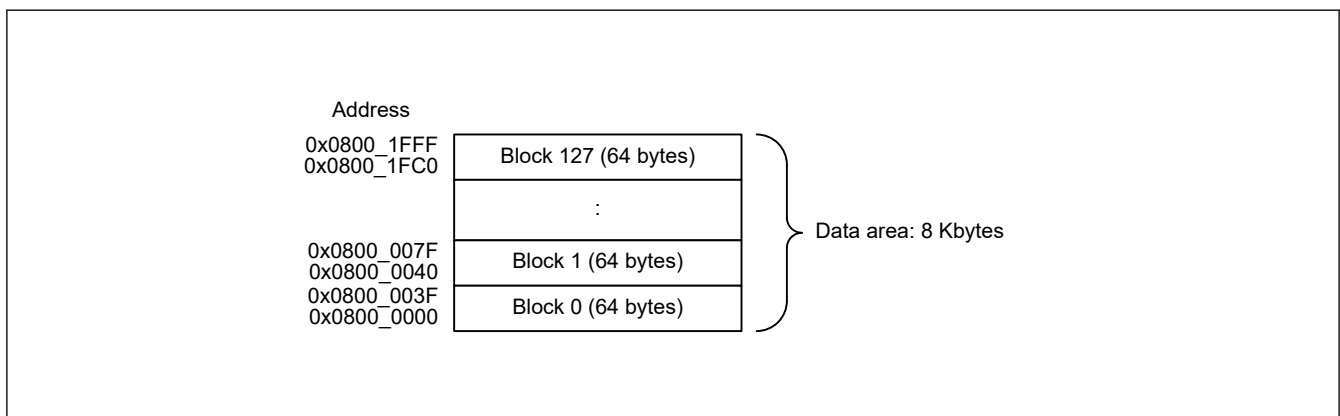 Address
0x0800_1FFF
0x0800_1FC0
Block 127 (64 bytes)
:
Data area: 8 Kbytes
0x0800_007F
0x0800_0040
Block 1 (64 bytes)
0x0800_003F
0x0800_0000
Block 0 (64 bytes)